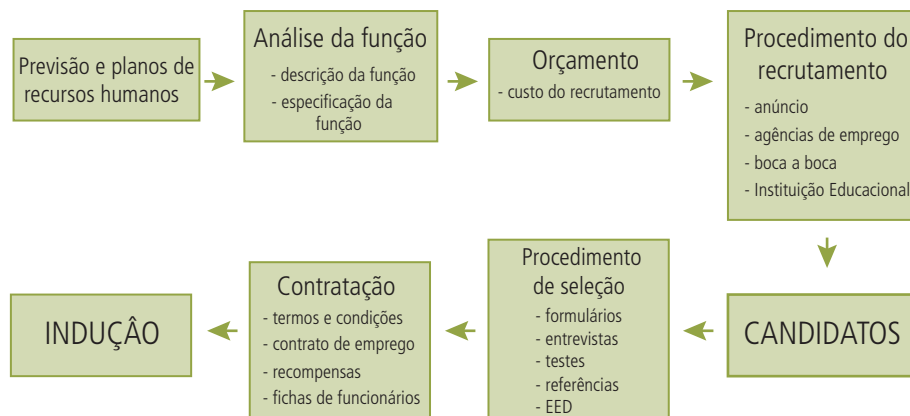 Previsão e planos de
recursos humanos
Análise da função
- descrição da função
- especificação da
função
Orçamento
- custo do recrutamento
Procedimento do
recrutamento
- anúncio
- agências de emprego
- boca a boca
- Instituição Educacional
CANDIDATOS
Procedimento
de seleção
- formulários
- entrevistas
- testes
- referências
- EED
Contratação
- termos e condições
- contrato de emprego
- recompensas
- fichas de funcionários
INDUÇÂO